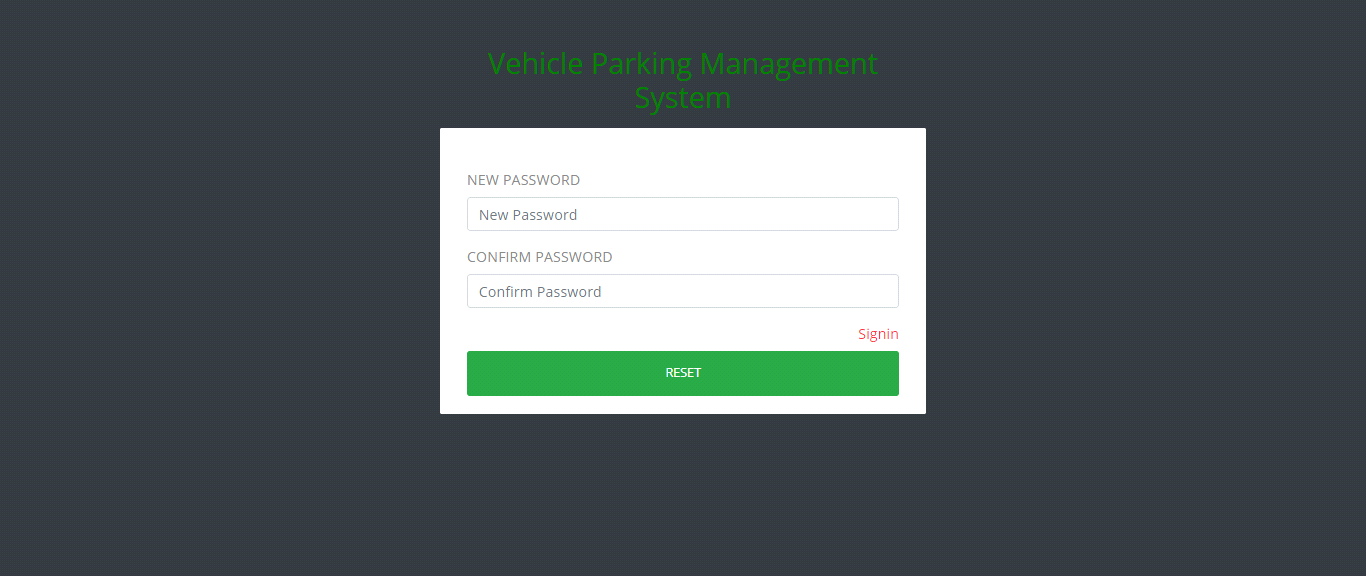 Vehicle Parking Management
System
NEW PASSWORD
New Password
CONFIRM PASSWORD
Confirm Password
Signin
RESET